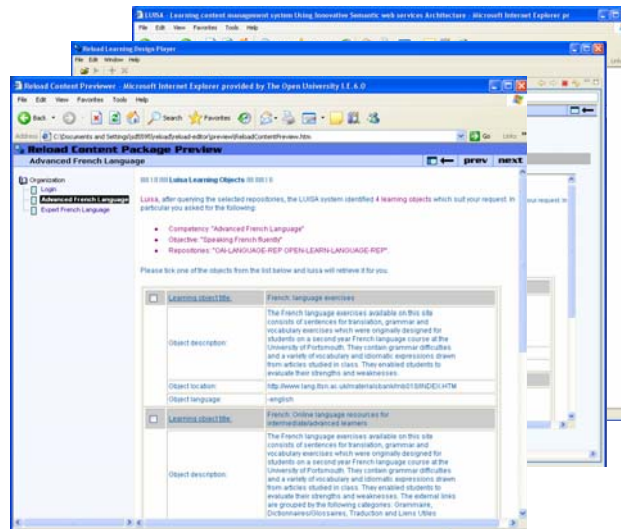 LUISA - Learning content management system Using Innovative Semantic web services Architecture - Microsoft Internet Explorer pr
File Edit View Favorites Tools Help
Reload Learning Design Player
File Edit Window Help
Reload Content Previewer - Microsoft Internet Explorer provided by The Open University I.E.6.0
File Edit View Favorites Tools Help
Back Search Favorites
Address Go Links
Reload Content Package Preview
Advanced French Language prev next
Organization
Login
Advanced French Language
Expert French Language
Luisa Learning Objects
Luisa, after querying the selected repositories, the LUISA system identified 4 learning objects which suit your request. In
particular you asked for the following:
Competency "Advanced French Language"
Objective: "Speaking French fluently"
Repositories: "OAI-LANGUAGE-REP OPEN-LEARN-LANGUAGE-REP".
Please tick one of the objects from the list below and luisa will retrieve it for you.
Learning object title: French: language exercises
Object description: The French language exercises available on this site
consists of sentences for translation, grammar and
vocabulary exercises which were originally designed for
students on a second year French language course at the
University of Portsmouth. They contain grammar difficulties
and a variety of vocabulary and idiomatic expressions drawn
from articles studied in class. They enabled students to
evaluate their strengths and weaknesses.
Object location:
Object language: -english
Learning object title: French: Online language resources for
intermediate/advanced learners
Object description: The French language exercises available on this site
consists of sentences for translation, grammar and
vocabulary exercises which were originally designed for
students on a second year French language course at the
University of Portsmouth. They contain grammar difficulties
and a variety of vocabulary and idiomatic expressions drawn
from articles studied in class. They enabled students to
evaluate their strengths and weaknesses. The external links
are grouped by the following categories: Grammaire,
Dictionnaires/Glossaires, Traduction and Liens Utiles